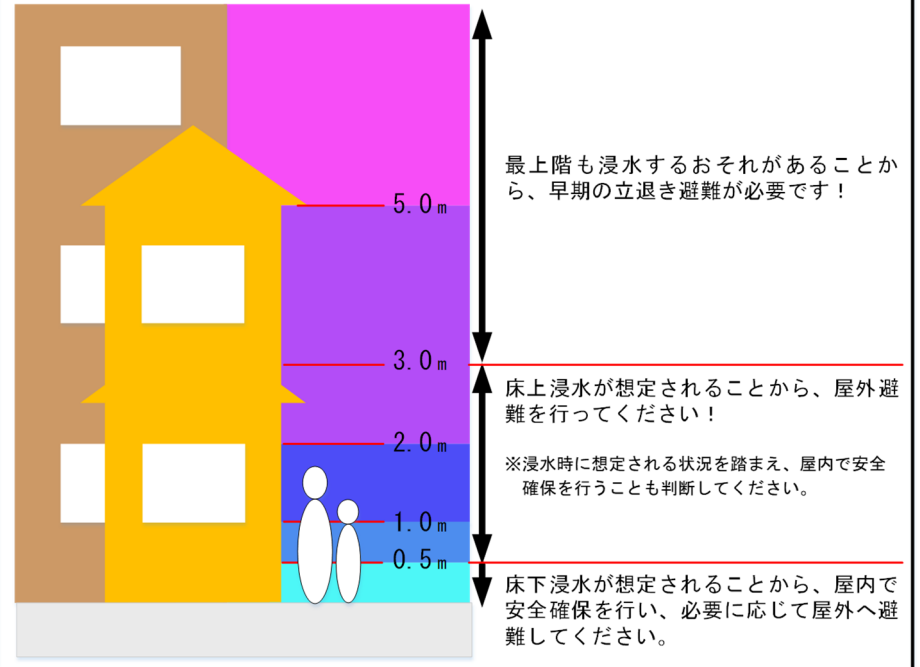 最上階も浸水するおそれがあることか
ら、早期の立退き避難が必要です！
5.0m
3.0m
床上浸水が想定されることから、屋外避
難を行ってください！
2.0m
※浸水時に想定される状況を踏まえ、屋内で安全
確保を行うことも判断してください。
1.0m
0.5m
床下浸水が想定されることから、屋内で
安全確保を行い、必要に応じて屋外へ避
難してください。